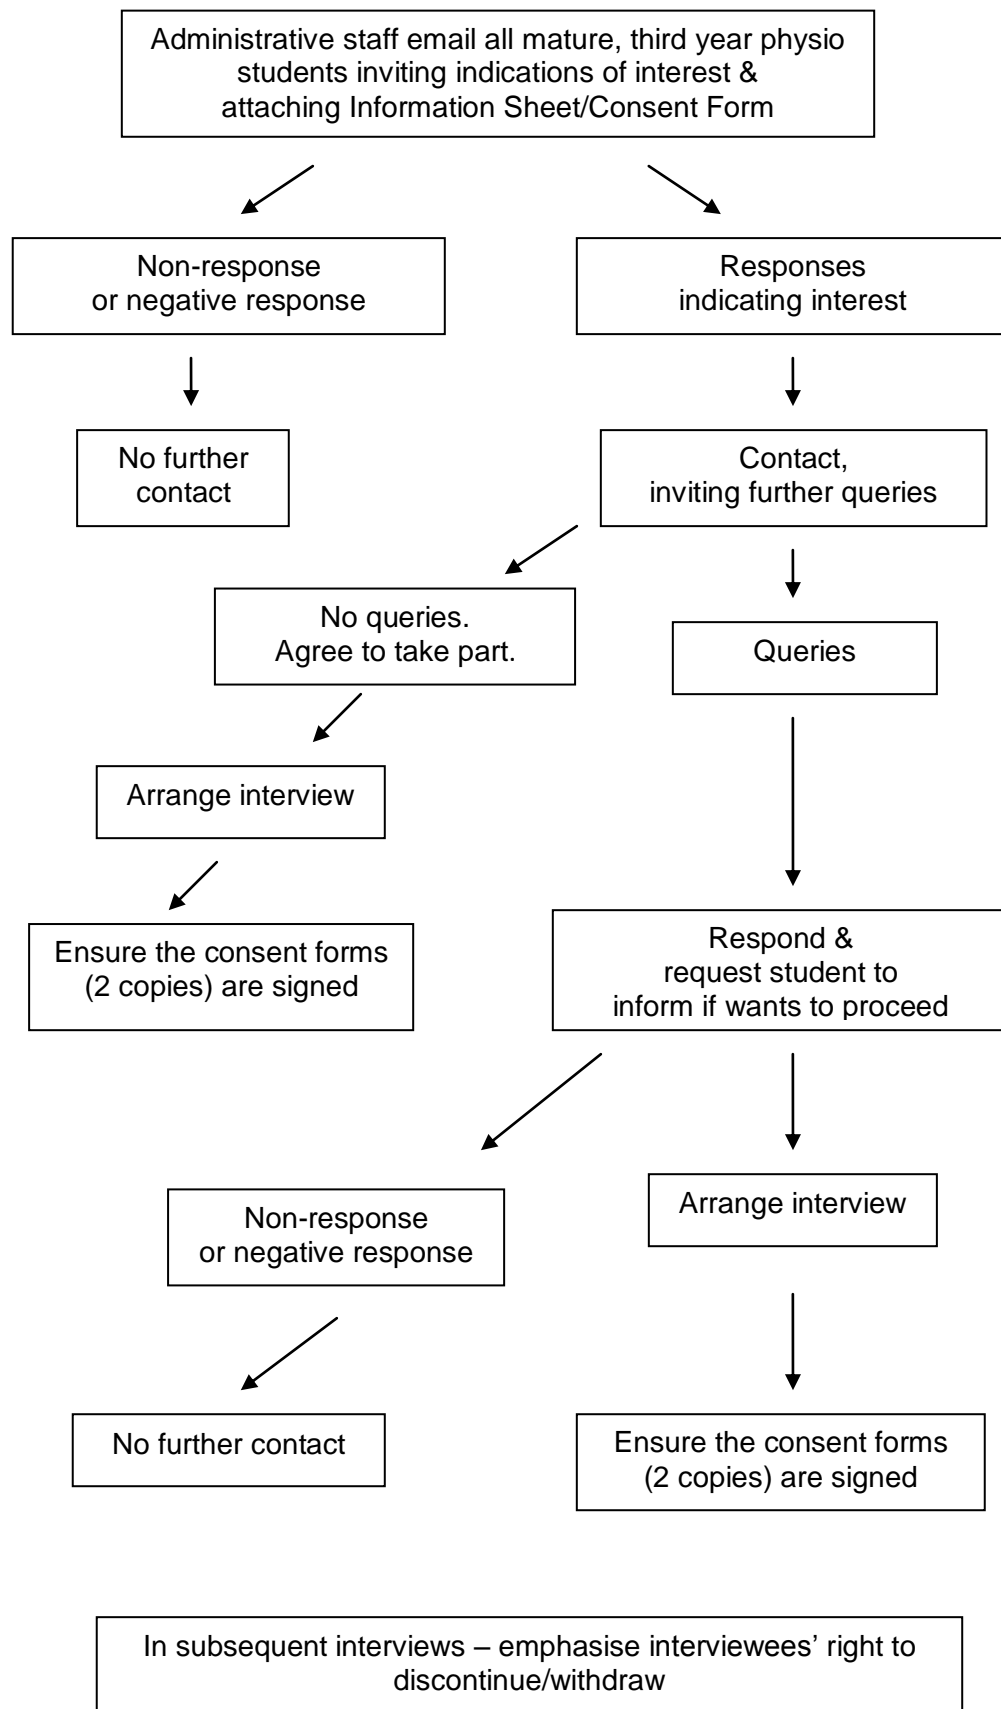 Administrative staff email all mature, third year physio
students inviting indications of interest &
attaching Information Sheet/Consent Form
Non-response
or negative response
Responses
indicating interest
No further
contact
Contact,
inviting further queries
No queries.
Agree to take part.
Queries
Arrange interview
Ensure the consent forms
(2 copies) are signed
Respond &
request student to
inform if wants to proceed
Non-response
or negative response
Arrange interview
No further contact
Ensure the consent forms
(2 copies) are signed
In subsequent interviews – emphasise interviewees’ right to
discontinue/withdraw